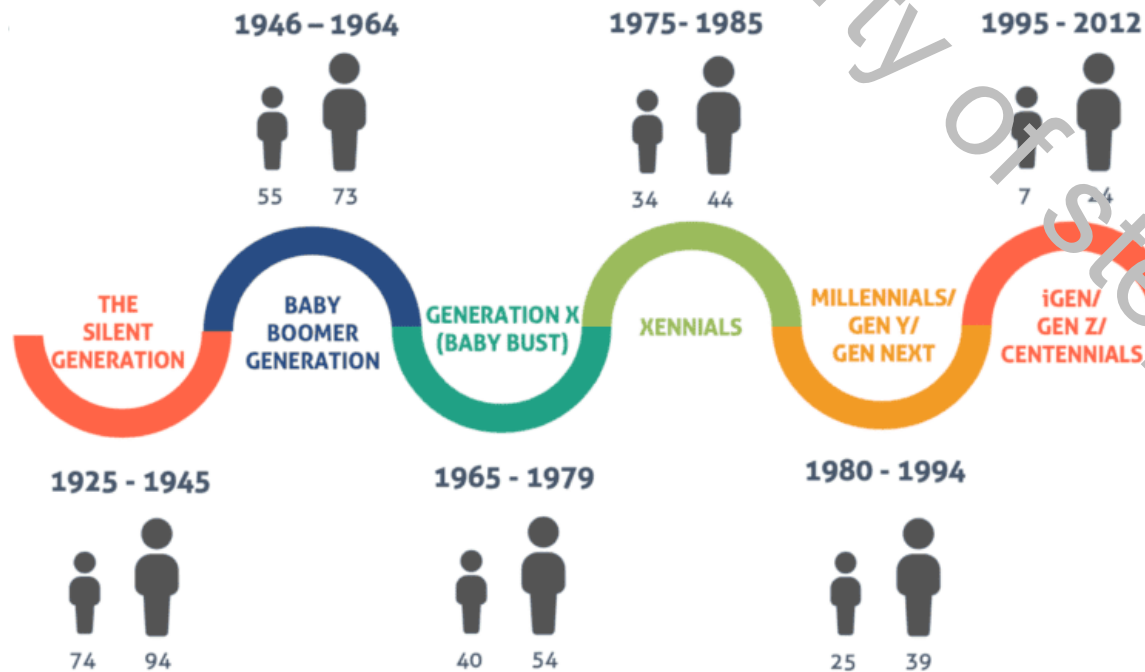 1946 – 1964
1975- 1985
1995 - 2012
55 73
34 44
7 24
THE
SILENT
GENERATION
BABY
BOOMER
GENERATION
GENERATION X
(BABY BUST)
XENNIALS
MILLENNIALS/
GEN Y/
GEN NEXT
iGEN/
GEN Z/
CENTENNIALS
1925 - 1945
1965 - 1979
1980 - 1994
74 94
40 54
25 39